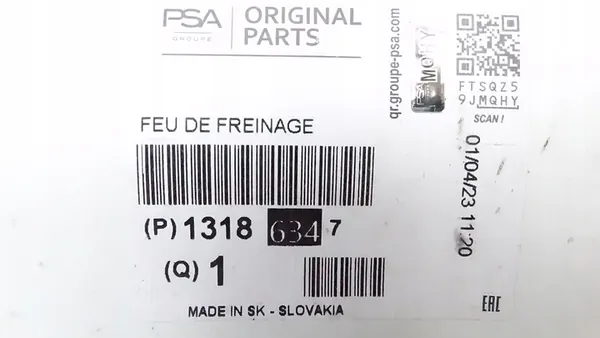 PSA
GROUPE
ORIGINAL
PARTS
qr.groupe-psa.com
FTSQZ5
9JMQHY
SCAN!
FEU DE FREINAGE
01/04/23 11:20
(P) 1318 634 7
(Q) 1
MADE IN SK - SLOVAKIA
EAC